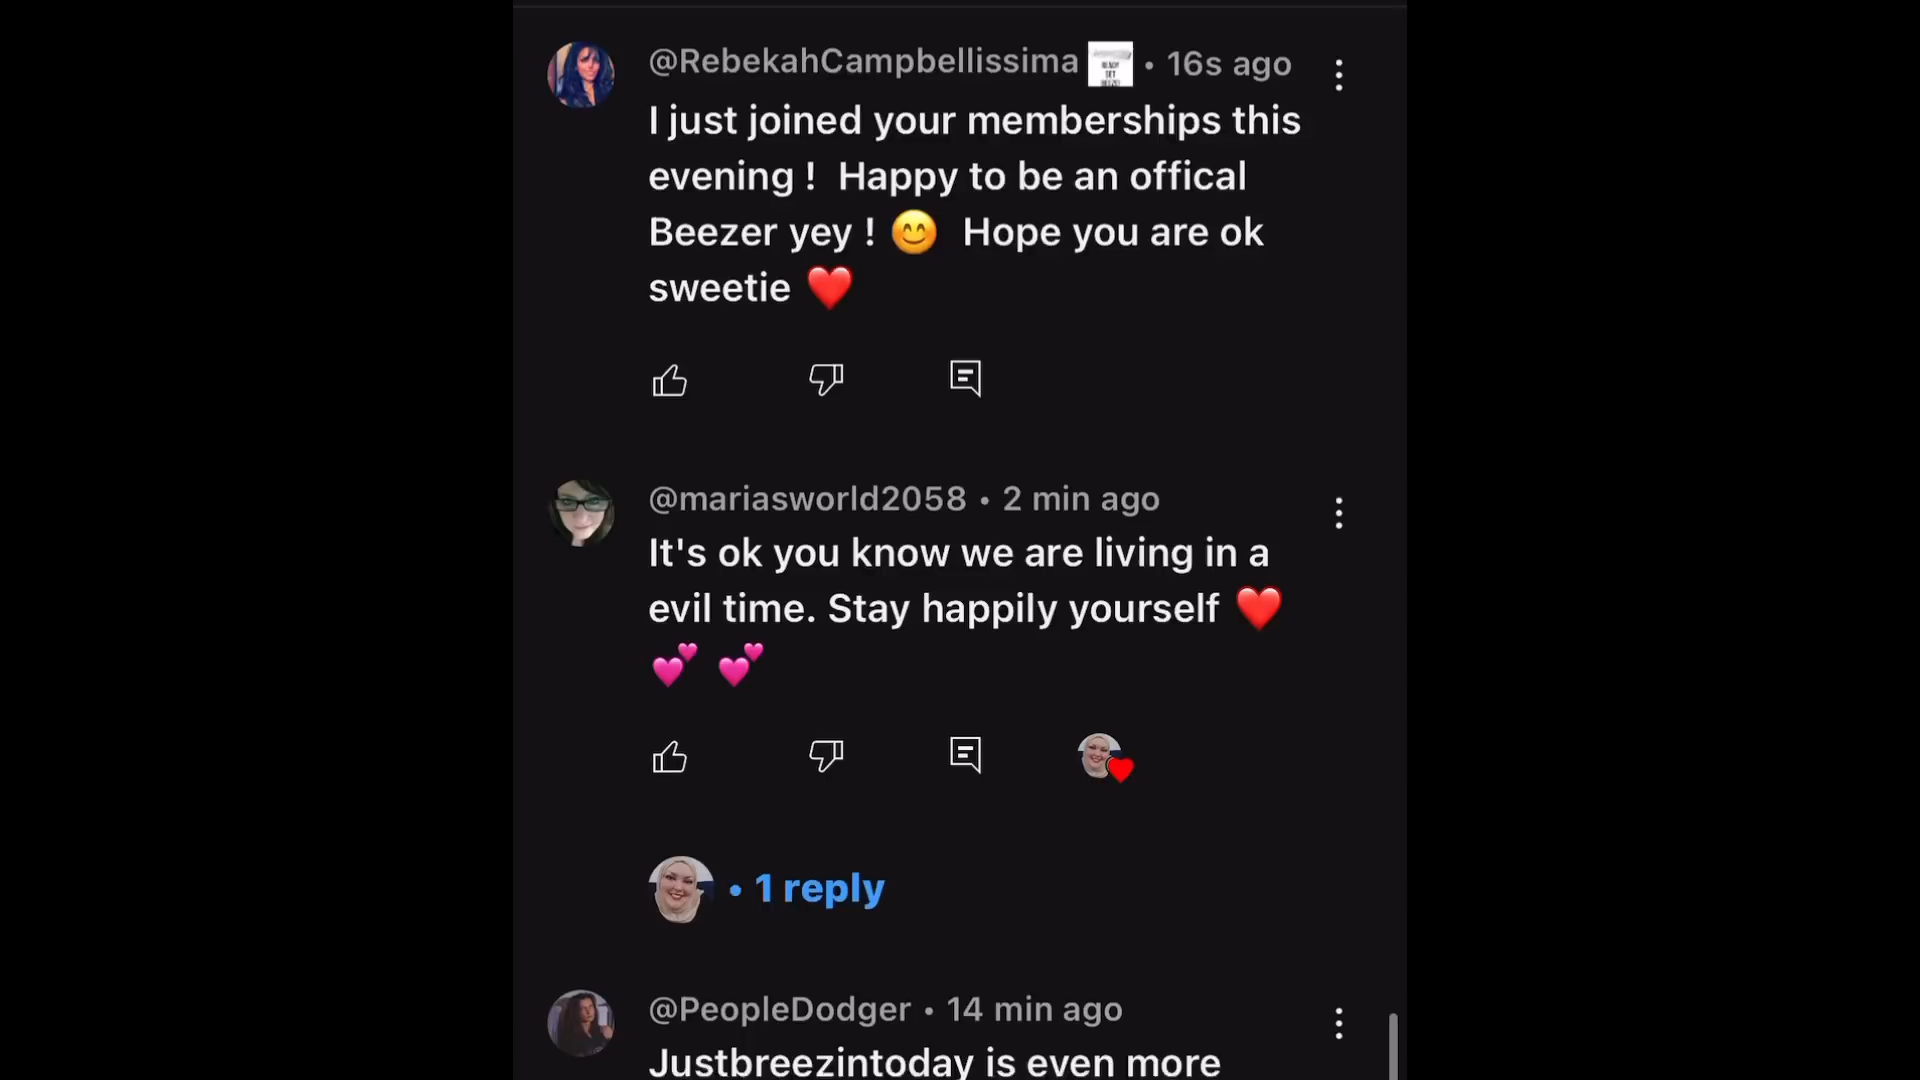 @RebekahCampbellissima • 16s ago
I just joined your memberships this
evening ! Happy to be an offical
Beezer yey ! 😊 Hope you are ok
sweetie ❤️
@mariasworld2058 • 2 min ago
It's ok you know we are living in a
evil time. Stay happily yourself ❤️
💕 💕
• 1 reply
@PeopleDodger • 14 min ago
Justbreezintoday is even more